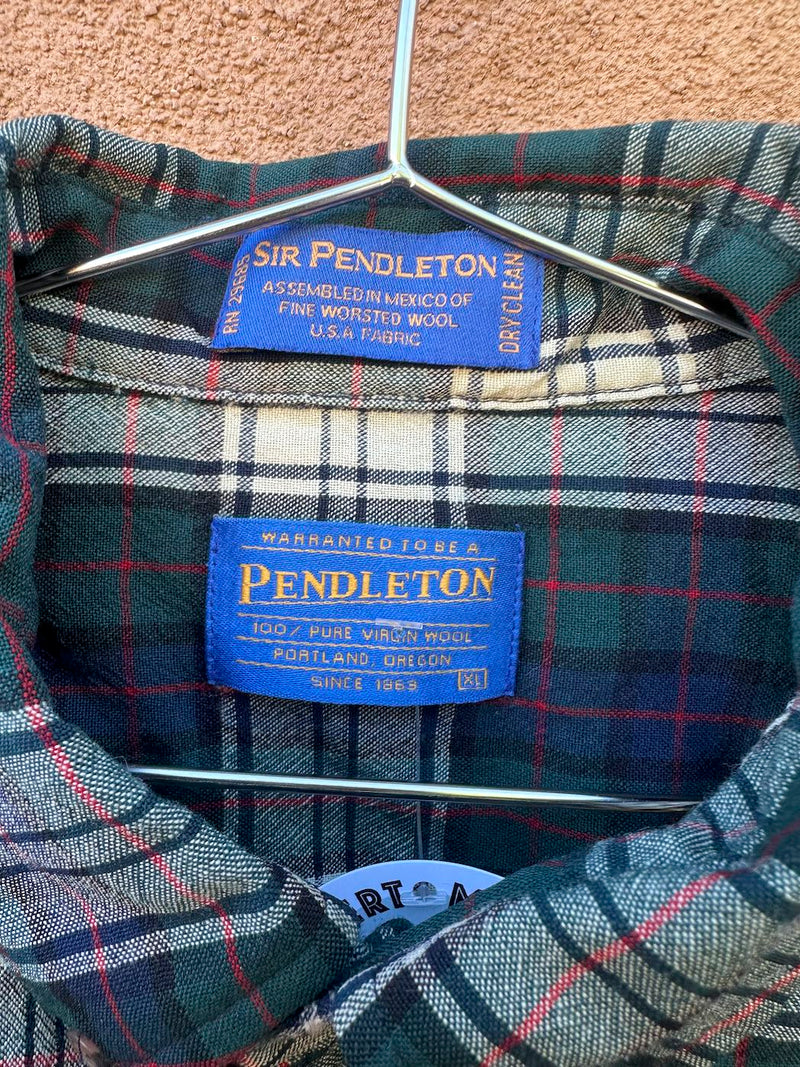 SIR PENDLETON
ASSEMBLED IN MEXICO OF
FINE WORSTED WOOL
U.S.A. FABRIC
RN 29685
DRY CLEAN
WARRANTED TO BE A
PENDLETON
100% PURE VIRGIN WOOL
PORTLAND, OREGON
SINCE 1863
XL
ERT